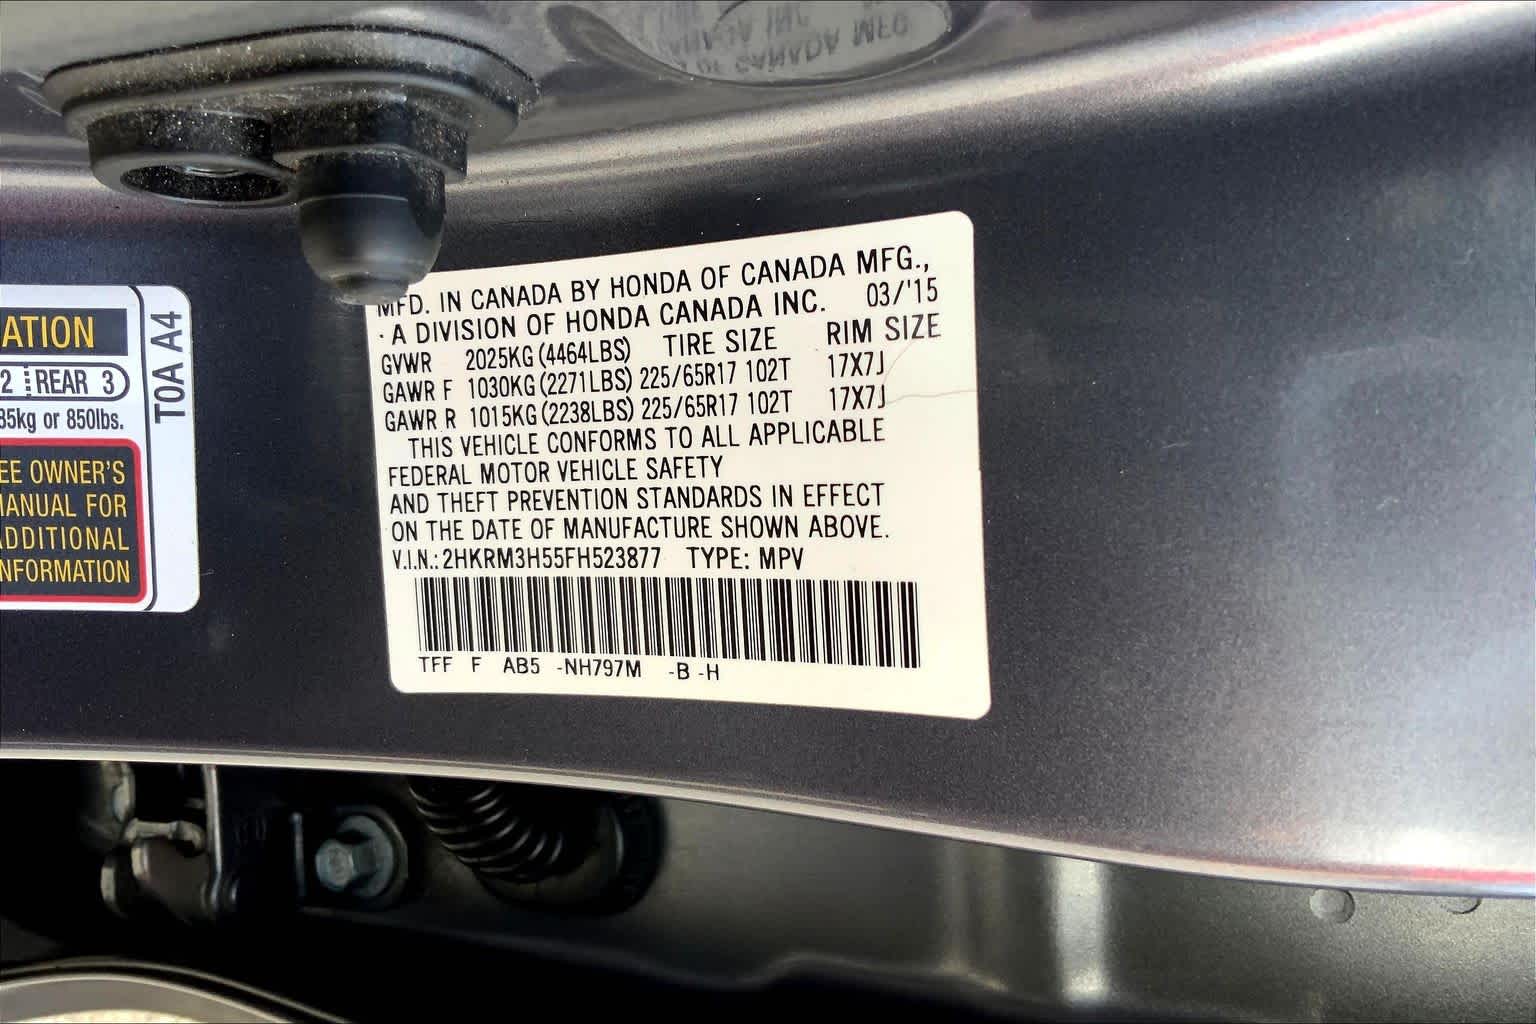 MFD. IN CANADA BY HONDA OF CANADA MFG.,
· A DIVISION OF HONDA CANADA INC. 03/'15
GVWR 2025KG (4464LBS) TIRE SIZE RIM SIZE
GAWR F 1030KG (2271LBS) 225/65R17 102T 17X7J
GAWR R 1015KG (2238LBS) 225/65R17 102T 17X7J
THIS VEHICLE CONFORMS TO ALL APPLICABLE
FEDERAL MOTOR VEHICLE SAFETY
AND THEFT PREVENTION STANDARDS IN EFFECT
ON THE DATE OF MANUFACTURE SHOWN ABOVE.
V.I.N.: 2HKRM3H55FH523877 TYPE: MPV
TFF F AB5 -NH797M -B -H
ATION
2 REAR 3
85kg or 850lbs.
EE OWNER'S
MANUAL FOR
ADDITIONAL
NFORMATION
T0A A4